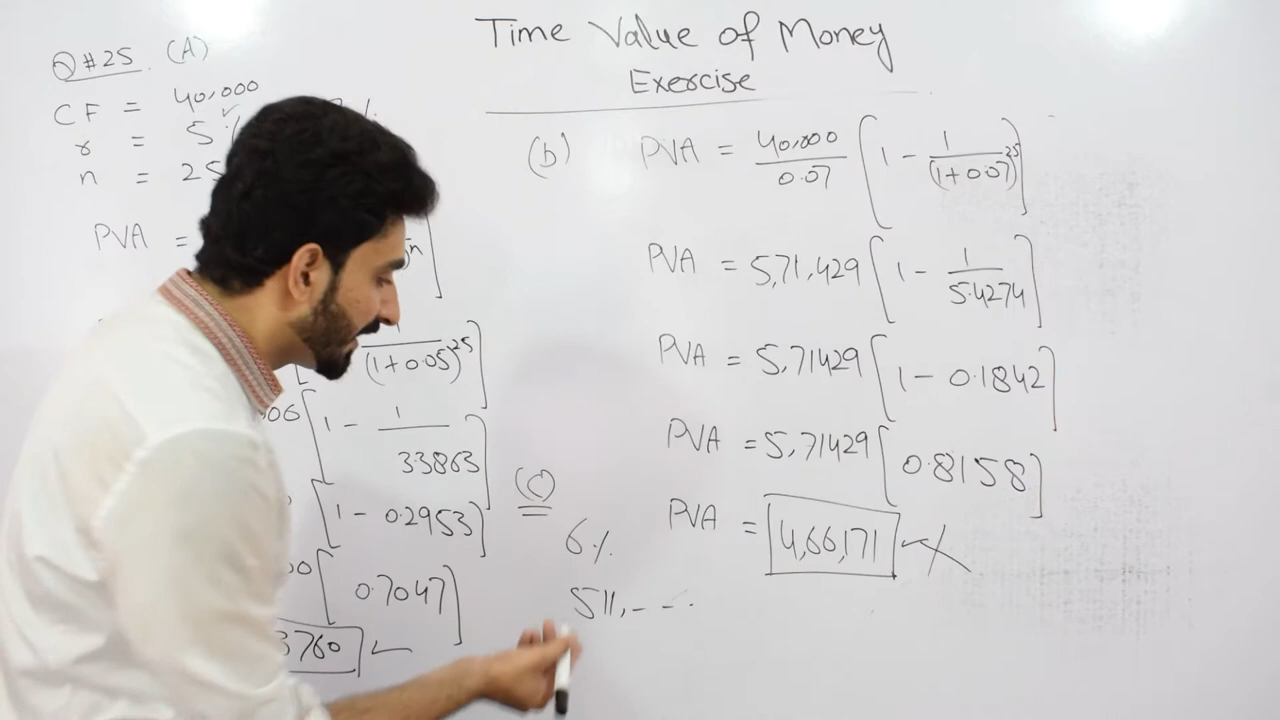 Time Value of Money
Exercise
Q#25 (A)
CF = 40,000
r = 5%
n = 25
PVA =
(1+0.05)^25
1 - 1/33863
1 - 0.2953]
0.7047]
3760
(b) PVA = 40,000/0.07 [1 - 1/(1+0.07)^25]
PVA = 5,71,429 [1 - 1/5.4274]
PVA = 5,71429 [1 - 0.1842]
PVA = 5,71429 [0.8158]
PVA = 4,66,171
(C)
6%
511,- - -.